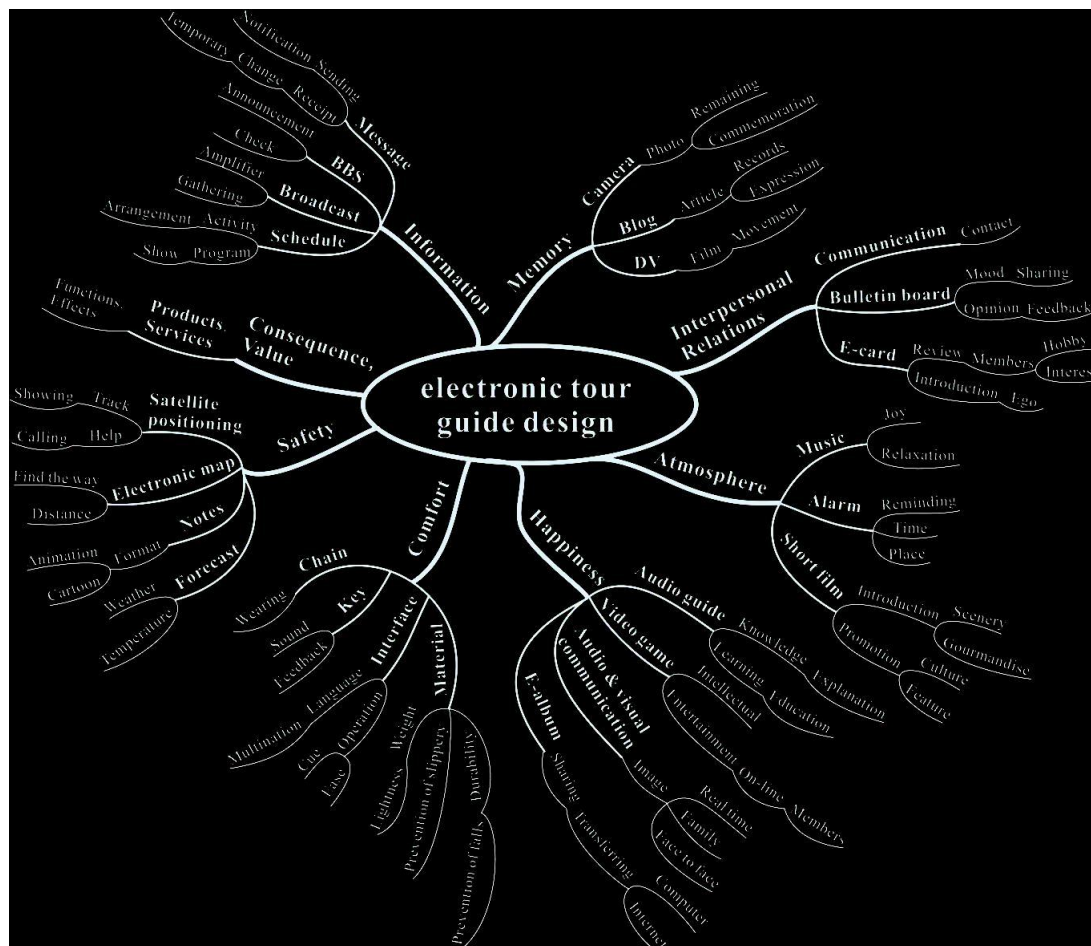 electronic tour
guide design
Information
Message
Notification Sending
Temporary Change Receipt
BBS
Announcement
Check
Broadcast
Amplifier
Gathering
Schedule
Arrangement Activity
Show Program
Memory
Camera
Photo
Remaining
Commemoration
Blog
Article
Records
Expression
DV
Film Movement
Interpersonal
Relations
Communication
Contact
Bulletin board
Mood Sharing
Opinion Feedback
E-card
Review Members
Hobby
Interest
Introduction Ego
Atmosphere
Music
Joy
Relaxation
Alarm
Reminding
Time
Place
Short film
Introduction Scenery
Gourmandise
Promotion Culture
Feature
Happiness
Audio guide
Knowledge Explanation
Learning Education
Video game
Intellectual
Entertainment On-line Members
Audio & visual
communication
Image
Real time
Family
Face to face
E-album
Sharing Transferring
Computer
Internet
Comfort
Chain
Wearing
Key
Sound
Feedback
Interface
Language
Multination
Operation
Cue
Ease
Material
Weight
Lightness
Prevention of slippery
Durability
Prevention of falls
Safety
Satellite
positioning
Track
Showing
Help
Calling
Electronic map
Find the way
Distance
Notes
Format
Animation
Cartoon
Forecast
Weather
Temperature
Consequence,
Value
Products,
Services
Functions,
Effects